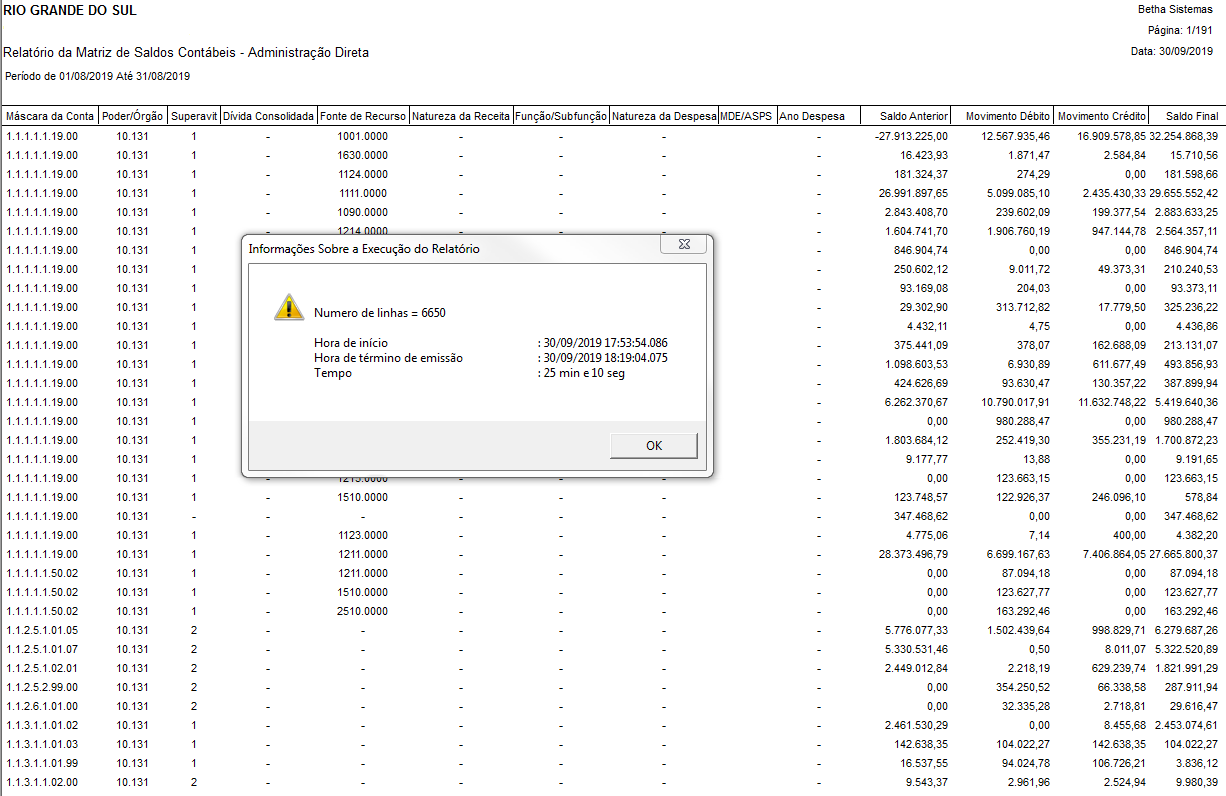 RIO GRANDE DO SUL
Betha Sistemas
Página: 1/191
Relatório da Matriz de Saldos Contábeis - Administração Direta
Data: 30/09/2019
Período de 01/08/2019 Até 31/08/2019
Máscara da Conta Poder/Órgão Superavit Dívida Consolidada Fonte de Recurso Natureza da Receita Função/Subfunção Natureza da Despesa MDE/ASPS Ano Despesa Saldo Anterior Movimento Débito Movimento Crédito Saldo Final
1.1.1.1.1.19.00 10.131 1 - 1001.0000 - - - - -27.913.225,00 12.567.935,46 16.909.578,85 32.254.868,39
1.1.1.1.1.19.00 10.131 1 - 1630.0000 - - - - 16.423,93 1.871,47 2.584,84 15.710,56
1.1.1.1.1.19.00 10.131 1 - 1124.0000 - - - - 181.324,37 274,29 0,00 181.598,66
1.1.1.1.1.19.00 10.131 1 - 1111.0000 - - - - 26.991.897,65 5.099.085,10 2.435.430,33 29.655.552,42
1.1.1.1.1.19.00 10.131 1 - 1090.0000 - - - - 2.843.408,70 239.602,09 199.377,54 2.883.633,25
1.1.1.1.1.19.00 10.131 1 - 1214.0000 - - - - 1.604.741,70 1.906.760,19 947.144,78 2.564.357,11
1.1.1.1.1.19.00 10.131 - 846.904,74 0,00 0,00 846.904,74
1.1.1.1.1.19.00 10.131 - 250.602,12 9.011,72 49.373,31 210.240,53
1.1.1.1.1.19.00 10.131 - 93.169,08 204,03 0,00 93.373,11
1.1.1.1.1.19.00 10.131 - 29.302,90 313.712,82 17.779,50 325.236,22
1.1.1.1.1.19.00 10.131 - 4.432,11 4,75 0,00 4.436,86
1.1.1.1.1.19.00 10.131 - 375.441,09 378,07 162.688,09 213.131,07
1.1.1.1.1.19.00 10.131 - 1.098.603,53 6.930,89 611.677,49 493.856,93
1.1.1.1.1.19.00 10.131 - 424.626,69 93.630,47 130.357,22 387.899,94
1.1.1.1.1.19.00 10.131 - 6.262.370,67 10.790.017,91 11.632.748,22 5.419.640,36
1.1.1.1.1.19.00 10.131 - 0,00 980.288,47 0,00 980.288,47
1.1.1.1.1.19.00 10.131 - 1.803.684,12 252.419,30 355.231,19 1.700.872,23
1.1.1.1.1.19.00 10.131 - 9.177,77 13,88 0,00 9.191,65
1.1.1.1.1.19.00 10.131 1 - - - - - 0,00 123.663,15 0,00 123.663,15
1.1.1.1.1.19.00 10.131 1 - 1510.0000 - - - - 123.748,57 122.926,37 246.096,10 578,84
1.1.1.1.1.19.00 10.131 - - - - - - - 347.468,62 0,00 0,00 347.468,62
1.1.1.1.1.19.00 10.131 1 - 1123.0000 - - - - 4.775,06 7,14 400,00 4.382,20
1.1.1.1.1.19.00 10.131 1 - 1211.0000 - - - - 28.373.496,79 6.699.167,63 7.406.864,05 27.665.800,37
1.1.1.1.1.50.02 10.131 1 - 1211.0000 - - - - 0,00 87.094,18 0,00 87.094,18
1.1.1.1.1.50.02 10.131 1 - 1510.0000 - - - - 0,00 123.627,77 0,00 123.627,77
1.1.1.1.1.50.02 10.131 1 - 2510.0000 - - - - 0,00 163.292,46 0,00 163.292,46
1.1.2.5.1.01.05 10.131 2 - - - - - - 5.776.077,33 1.502.439,64 998.829,71 6.279.687,26
1.1.2.5.1.01.07 10.131 2 - - - - - - 5.330.531,46 0,50 8.011,07 5.322.520,89
1.1.2.5.1.02.01 10.131 2 - - - - - - 2.449.012,84 2.218,19 629.239,74 1.821.991,29
1.1.2.5.2.99.00 10.131 2 - - - - - - 0,00 354.250,52 66.338,58 287.911,94
1.1.2.6.1.01.00 10.131 2 - - - - - - 0,00 32.335,28 2.718,81 29.616,47
1.1.3.1.1.01.02 10.131 1 - - - - - - 2.461.530,29 0,00 8.455,68 2.453.074,61
1.1.3.1.1.01.03 10.131 1 - - - - - - 142.638,35 104.022,27 142.638,35 104.022,27
1.1.3.1.1.01.99 10.131 1 - - - - - - 16.537,55 94.024,78 106.726,21 3.836,12
1.1.3.1.1.02.00 10.131 2 - - - - - - 9.543,37 2.961,96 2.524,94 9.980,39
Informações Sobre a Execução do Relatório
Numero de linhas = 6650
Hora de início : 30/09/2019 17:53:54.086
Hora de término de emissão : 30/09/2019 18:19:04.075
Tempo : 25 min e 10 seg
OK